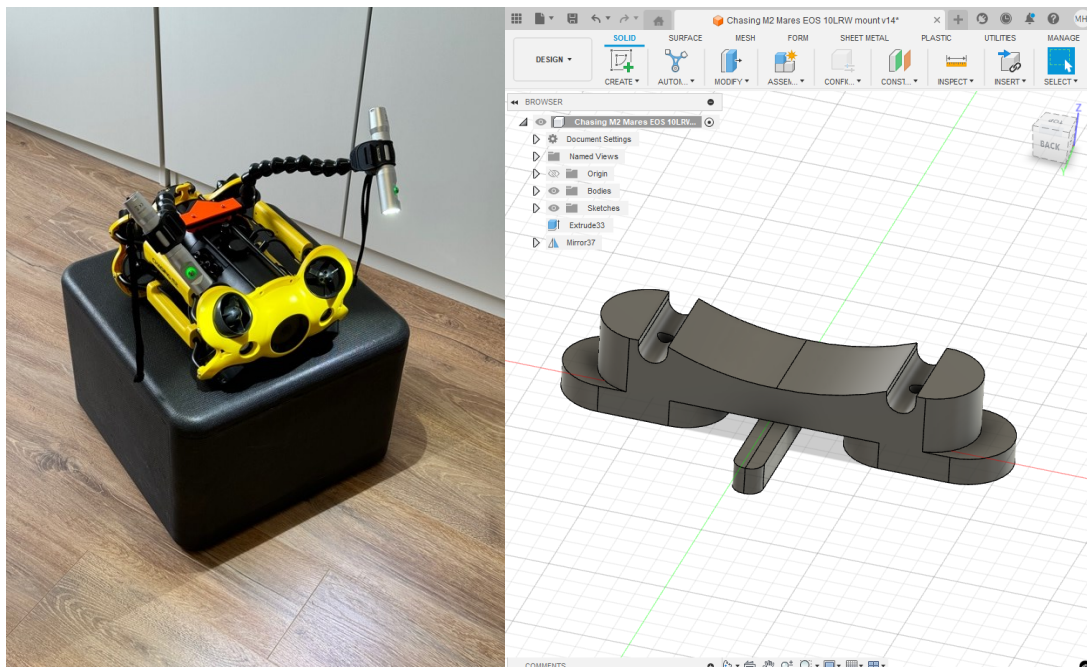 Chasing M2 Mares EOS 10LRW mount v14*
MH
DESIGN
SOLID
SURFACE
MESH
FORM
SHEET METAL
PLASTIC
UTILITIES
MANAGE
CREATE
AUTOM...
MODIFY
ASSEM...
CONFI...
CONST...
INSPECT
INSERT
SELECT
BROWSER
Chasing M2 Mares EOS 10LRW...
Document Settings
Named Views
Origin
Bodies
Sketches
Extrude33
Mirror37
TOP
BACK
Z
Y
COMMENTS